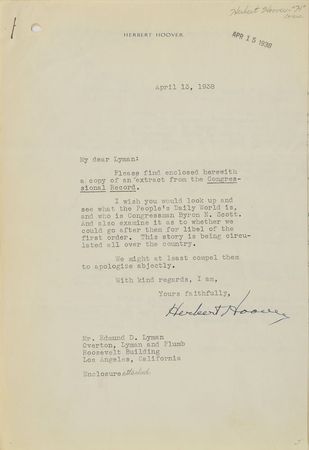 Herbert Hoover "H"
APR 15 1938
HERBERT HOOVER
April 13, 1938
My dear Lyman:
Please find enclosed herewith
a copy of an extract from the Congres-
sional Record.
I wish you would look up and
see what the People's Daily World is,
and who is Congressman Byron N. Scott.
And also examine it as to whether we
could go after them for libel of the
first order. This story is being circu-
lated all over the country.
We might at least compel them
to apologize abjectly.
With kind regards, I am,
Yours faithfully,
Herbert Hoover
Mr. Edmund D. Lyman
Overton, Lyman and Plumb
Roosevelt Building
Los Angeles, California
Enclosure attached